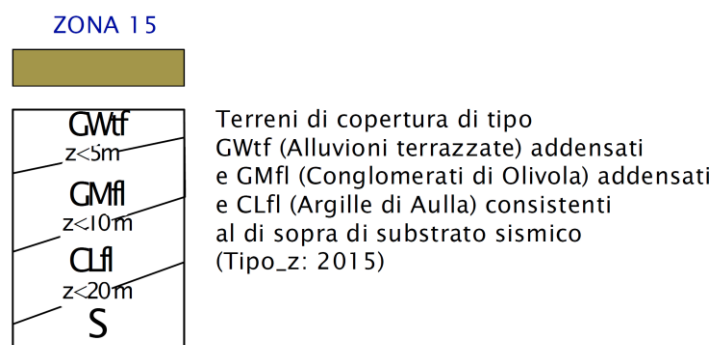 ZONA 15
GWtf
z<5m
GMfl
z<10m
CLfl
z<20m
S
Terreni di copertura di tipo
GWtf (Alluvioni terrazzate) addensati
e GMfl (Conglomerati di Olivola) addensati
e CLfl (Argille di Aulla) consistenti
al di sopra di substrato sismico
(Tipo_z: 2015)